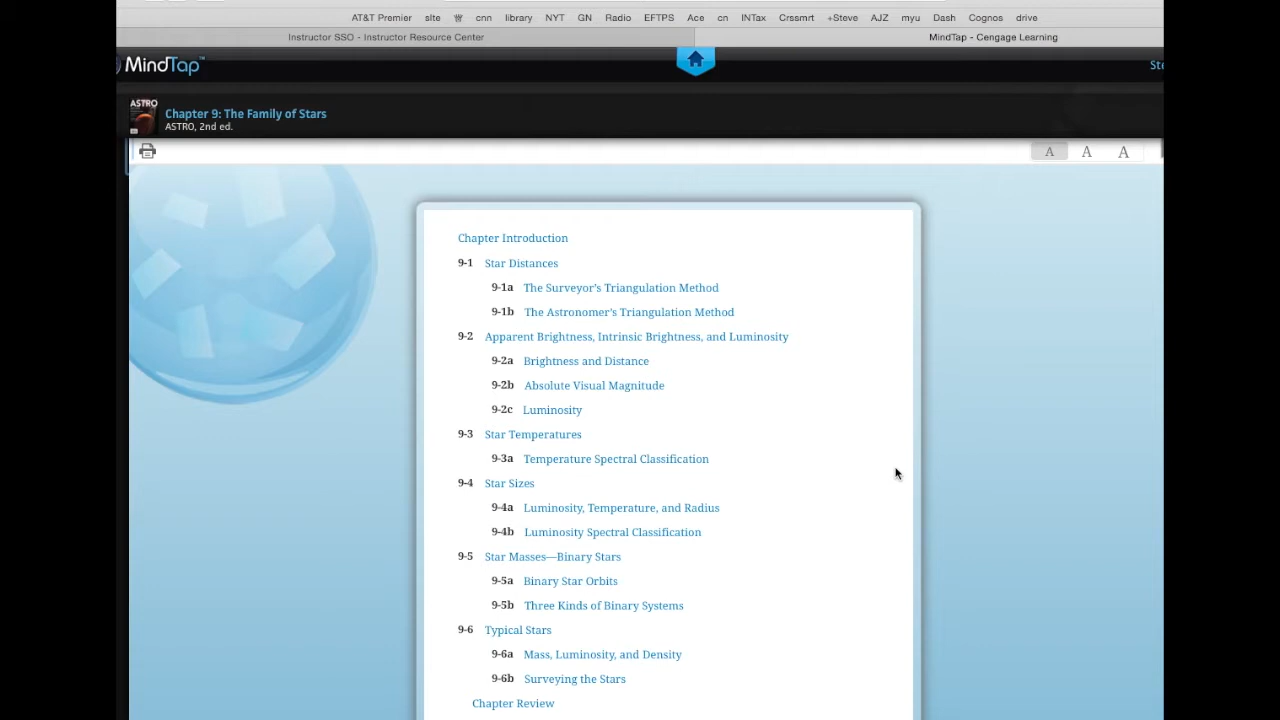 AT&T Premier slte cnn library NYT GN Radio EFTPS Ace cn INTax Crssmrt +Steve AJZ myu Dash Cognos drive
Instructor SSO - Instructor Resource Center MindTap - Cengage Learning
MindTap™ Ste
ASTRO Chapter 9: The Family of Stars
ASTRO, 2nd ed.
A A A
Chapter Introduction
9-1 Star Distances
9-1a The Surveyor's Triangulation Method
9-1b The Astronomer's Triangulation Method
9-2 Apparent Brightness, Intrinsic Brightness, and Luminosity
9-2a Brightness and Distance
9-2b Absolute Visual Magnitude
9-2c Luminosity
9-3 Star Temperatures
9-3a Temperature Spectral Classification
9-4 Star Sizes
9-4a Luminosity, Temperature, and Radius
9-4b Luminosity Spectral Classification
9-5 Star Masses—Binary Stars
9-5a Binary Star Orbits
9-5b Three Kinds of Binary Systems
9-6 Typical Stars
9-6a Mass, Luminosity, and Density
9-6b Surveying the Stars
Chapter Review